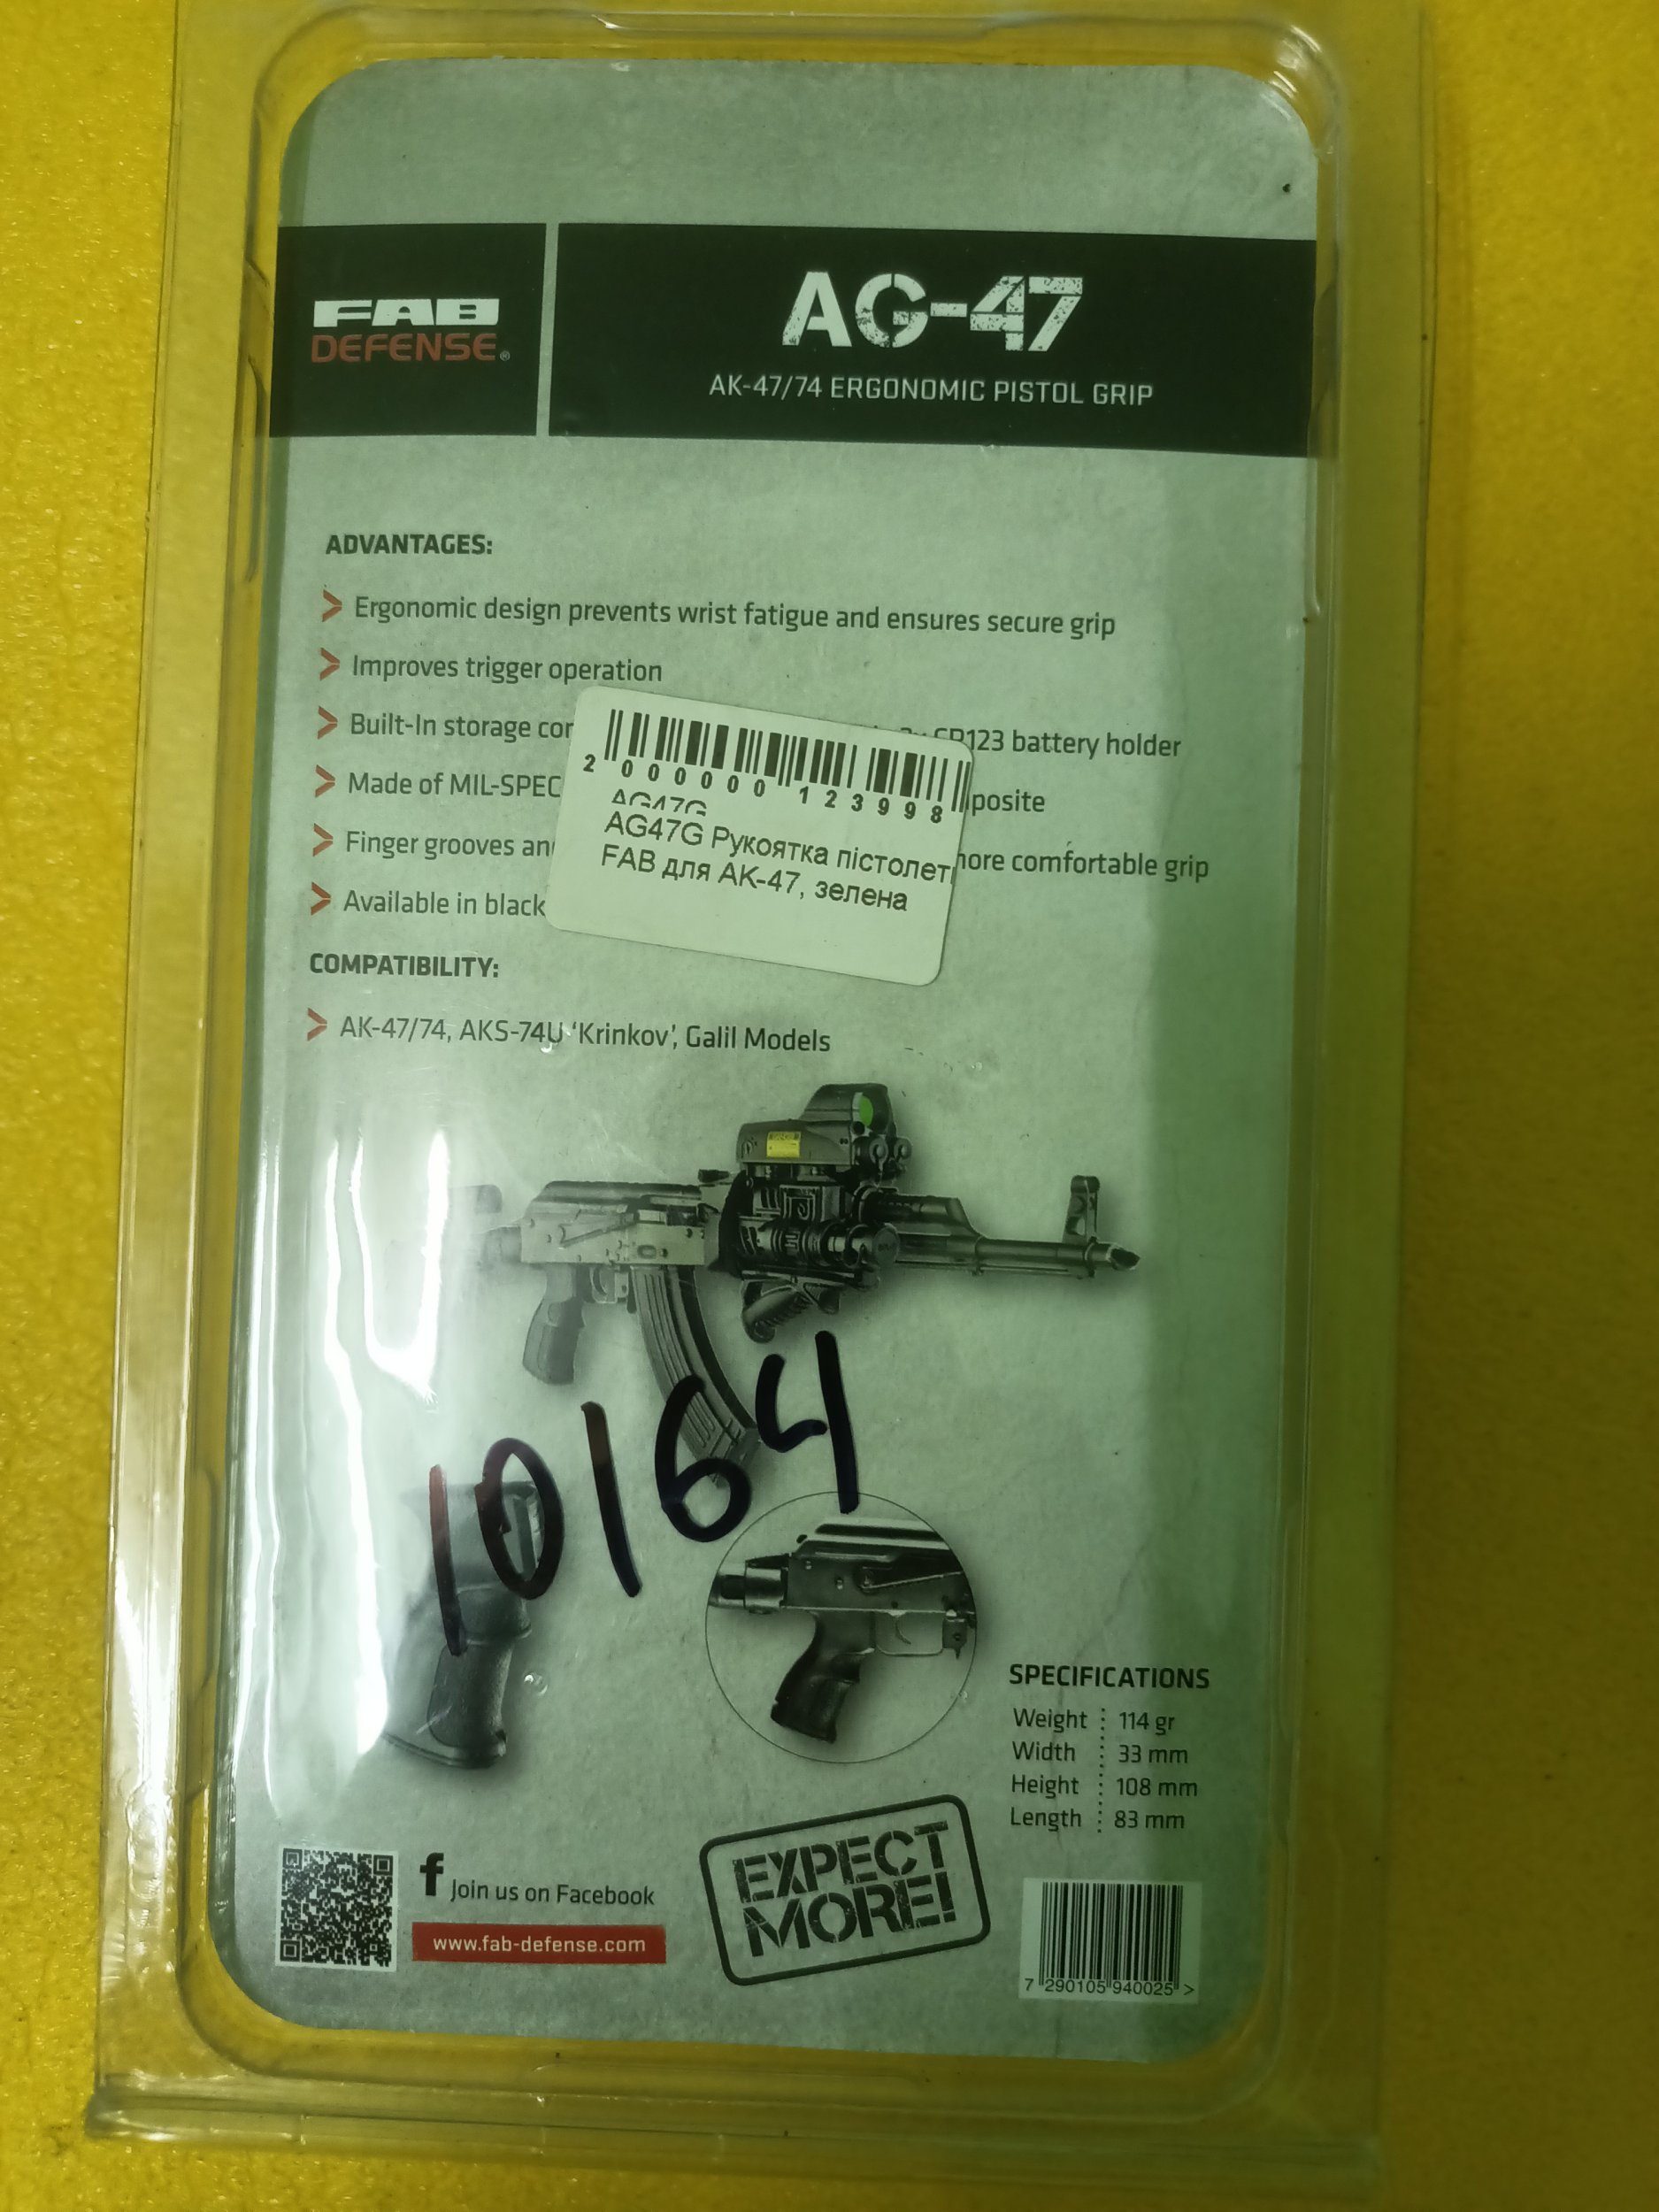 FAB
DEFENSE®
AG-47
AK-47/74 ERGONOMIC PISTOL GRIP
ADVANTAGES:
Ergonomic design prevents wrist fatigue and ensures secure grip
Improves trigger operation
Built-In storage CR123 battery holder
Made of MIL-SPEC
Finger grooves more comfortable grip
Available in black
2 000000 123998
AG47G
AG47G Рукоятка
FAB для АК-47, зелена
COMPATIBILITY:
AK-47/74, AKS-74U 'Krinkov', Galil Models
10164
SPECIFICATIONS
Weight : 114 gr
Width : 33 mm
Height : 108 mm
Length : 83 mm
f Join us on Facebook
www.fab-defense.com
EXPECT
MORE!
7 290105 940025 >